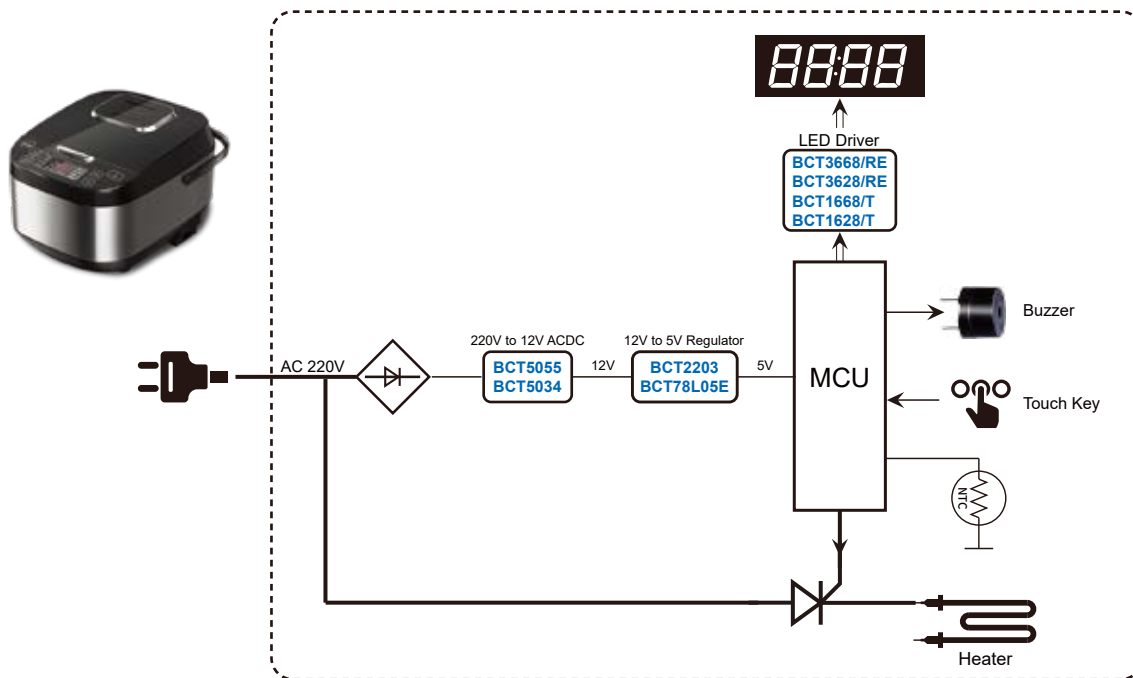 88:88
LED Driver
BCT3668/RE
BCT3628/RE
BCT1668/T
BCT1628/T
AC 220V
220V to 12V ACDC
BCT5055
BCT5034
12V
12V to 5V Regulator
BCT2203
BCT78L05E
5V
MCU
Buzzer
Touch Key
NTC
Heater